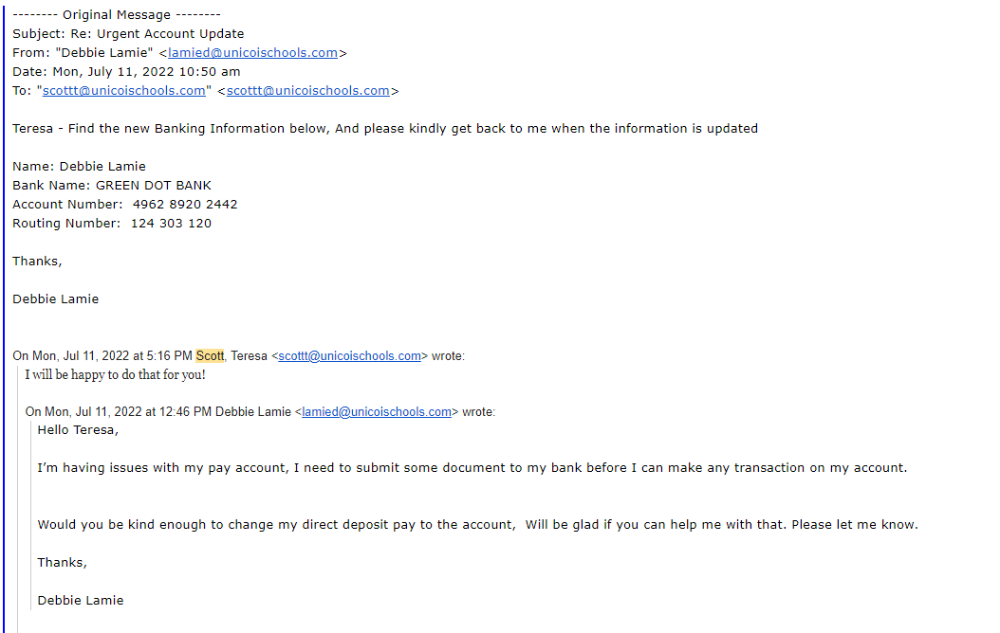 -------- Original Message --------
Subject: Re: Urgent Account Update
From: "Debbie Lamie" <lamied@unicoischools.com>
Date: Mon, July 11, 2022 10:50 am
To: "scottt@unicoischools.com" <scottt@unicoischools.com>
Teresa - Find the new Banking Information below, And please kindly get back to me when the information is updated
Name: Debbie Lamie
Bank Name: GREEN DOT BANK
Account Number:  4962 8920 2442
Routing Number:  124 303 120
Thanks,
Debbie Lamie
On Mon, Jul 11, 2022 at 5:16 PM Scott, Teresa <scottt@unicoischools.com> wrote:
I will be happy to do that for you!
On Mon, Jul 11, 2022 at 12:46 PM Debbie Lamie <lamied@unicoischools.com> wrote:
Hello Teresa,
I’m having issues with my pay account, I need to submit some document to my bank before I can make any transaction on my account.
Would you be kind enough to change my direct deposit pay to the account,  Will be glad if you can help me with that. Please let me know.
Thanks,
Debbie Lamie